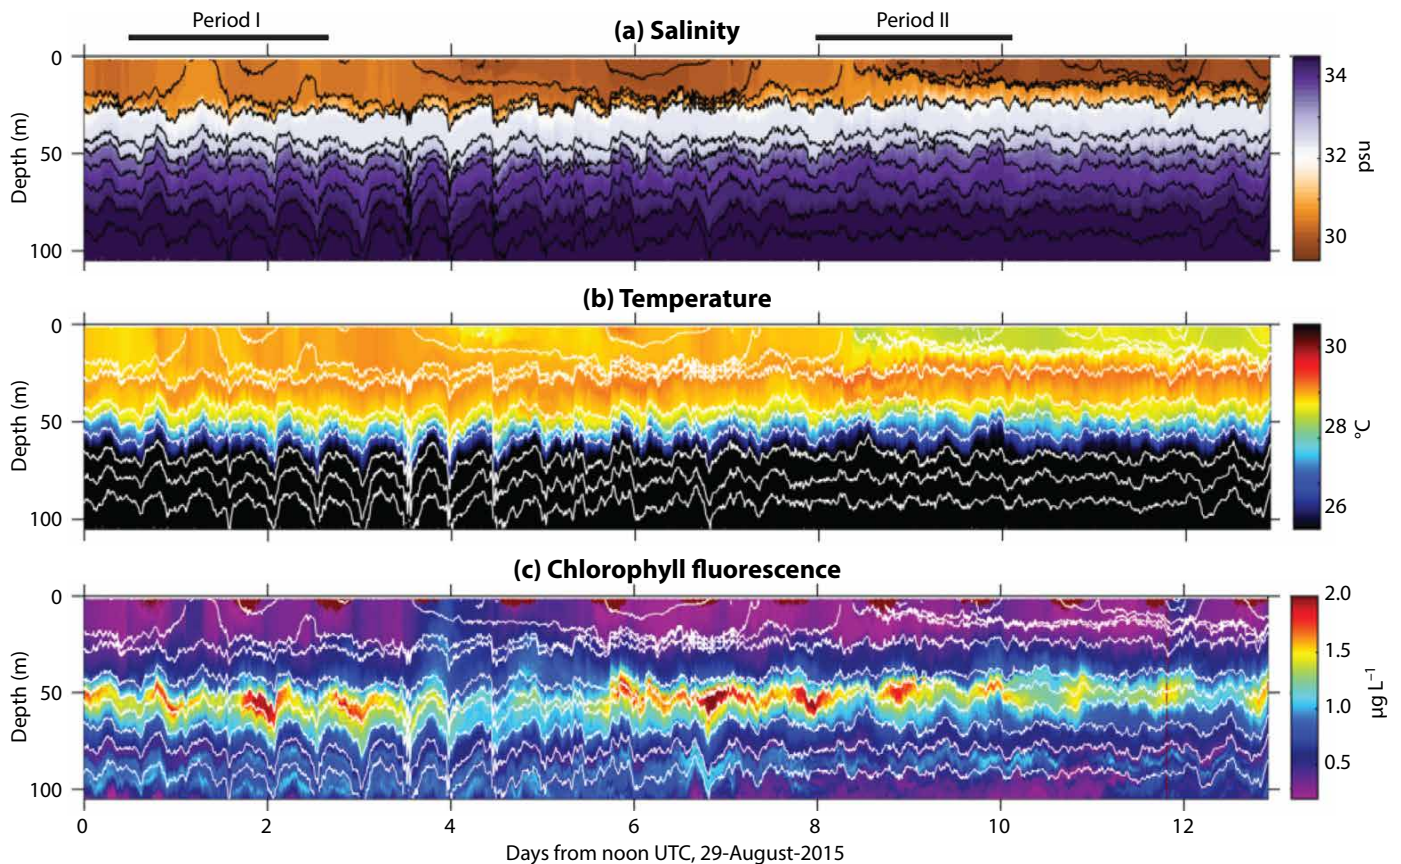 Period I
Period II
(a) Salinity
0
50
100
Depth (m)
34
32
30
psu
(b) Temperature
0
50
100
Depth (m)
30
28
26
°C
(c) Chlorophyll fluorescence
0
50
100
Depth (m)
2.0
1.5
1.0
0.5
µg L⁻¹
0 2 4 6 8 10 12
Days from noon UTC, 29-August-2015